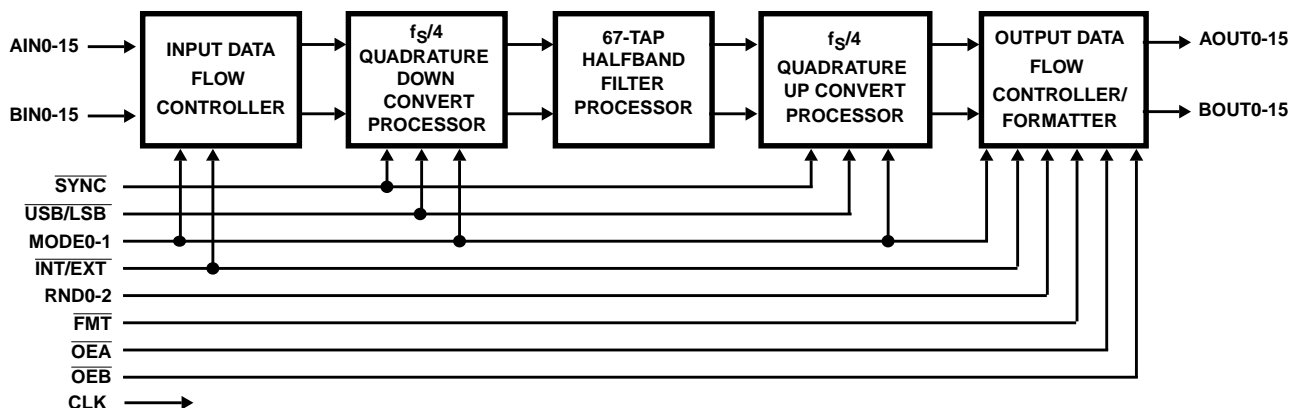 AIN0-15
BIN0-15
INPUT DATA
FLOW
CONTROLLER
fS/4
QUADRATURE
DOWN
CONVERT
PROCESSOR
67-TAP
HALFBAND
FILTER
PROCESSOR
fS/4
QUADRATURE
UP CONVERT
PROCESSOR
OUTPUT DATA
FLOW
CONTROLLER/
FORMATTER
AOUT0-15
BOUT0-15
SYNC
USB/LSB
MODE0-1
INT/EXT
RND0-2
FMT
OEA
OEB
CLK